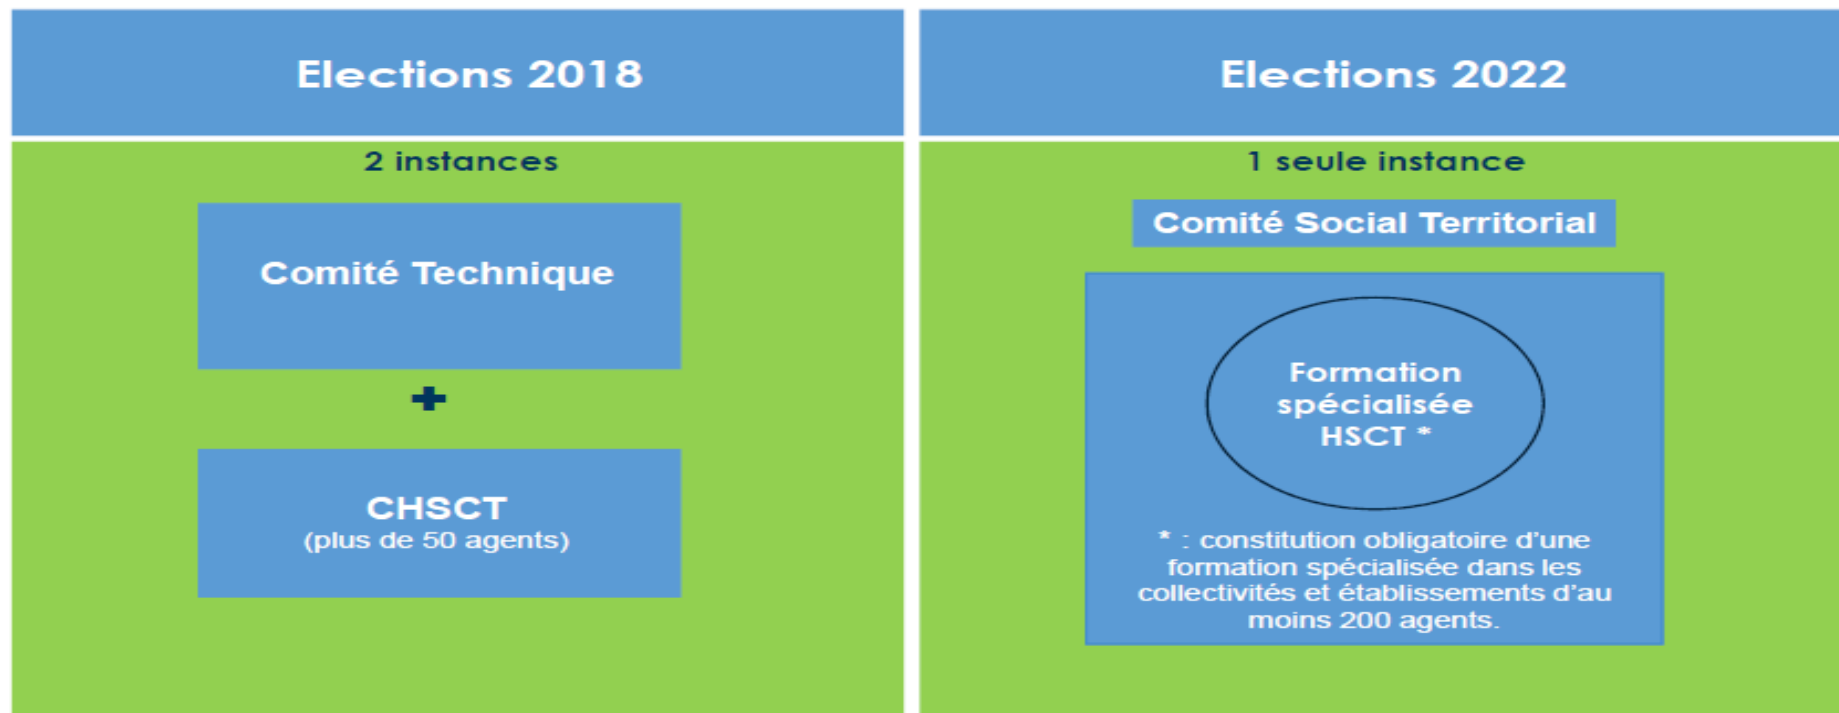 Elections 2018
2 instances
Comité Technique
+
CHSCT
(plus de 50 agents)
Elections 2022
1 seule instance
Comité Social Territorial
Formation
spécialisée
HSCT *
* : constitution obligatoire d'une
formation spécialisée dans les
collectivités et établissements d'au
moins 200 agents.